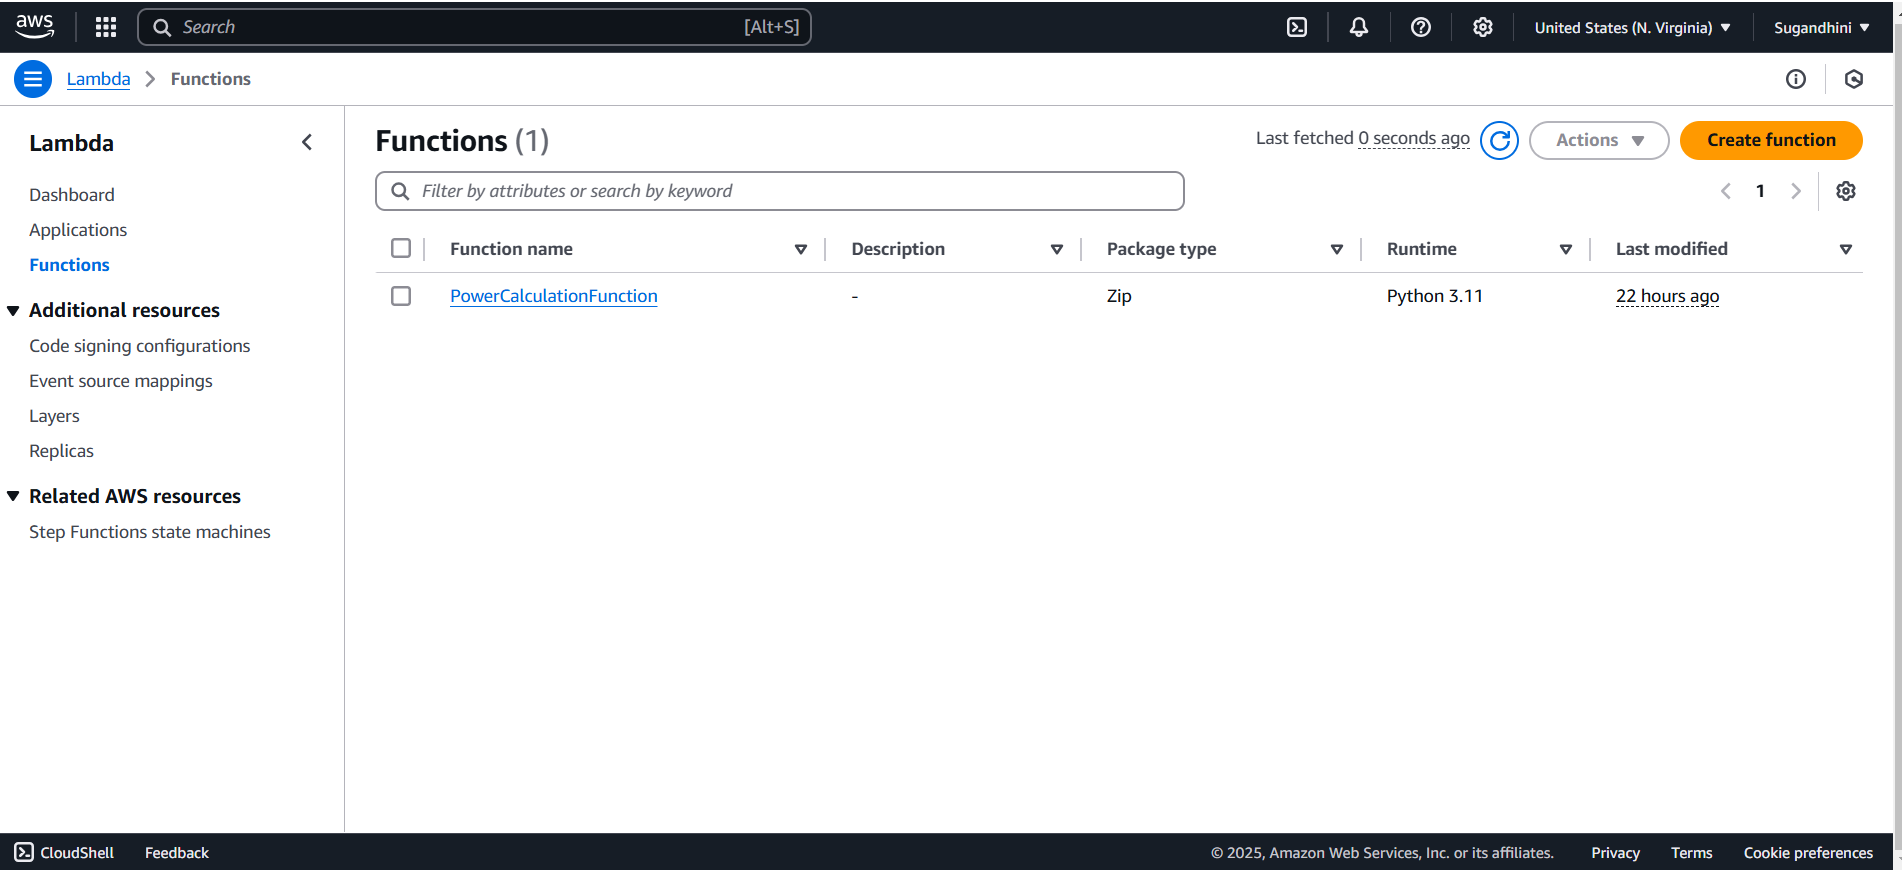 aws Search [Alt+S] United States (N. Virginia) Sugandhini
Lambda Functions
Lambda
Dashboard
Applications
Functions
Additional resources
Code signing configurations
Event source mappings
Layers
Replicas
Related AWS resources
Step Functions state machines
Functions (1)
Last fetched 0 seconds ago Actions Create function
Filter by attributes or search by keyword 1
Function name Description Package type Runtime Last modified
PowerCalculationFunction - Zip Python 3.11 22 hours ago
CloudShell Feedback © 2025, Amazon Web Services, Inc. or its affiliates. Privacy Terms Cookie preferences